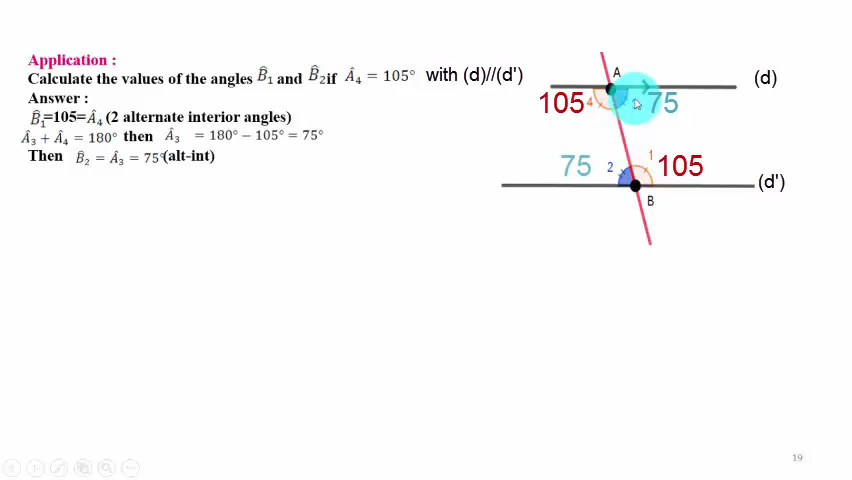 Application :
Calculate the values of the angles B̂₁ and B̂₂ if Â₄ = 105° with (d)//(d')
Answer :
B̂₁=105=Â₄ (2 alternate interior angles)
Â₃ + Â₄ = 180° then Â₃ = 180° − 105° = 75°
Then B̂₂ = Â₃ = 75° (alt-int)
A
(d)
105 4 75
75 2 1 105
(d')
B
19